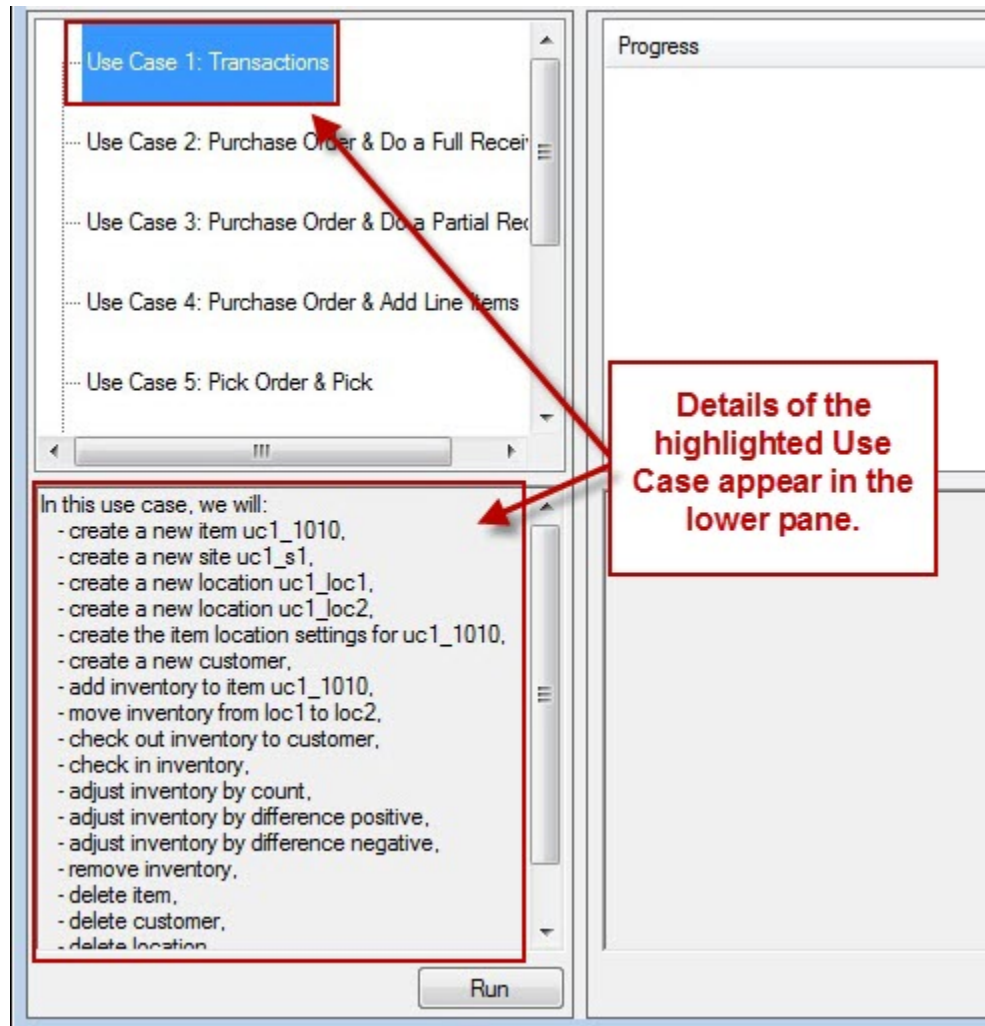 Use Case 1: Transactions
Use Case 2: Purchase Order & Do a Full Recei
Use Case 3: Purchase Order & Do a Partial Rec
Use Case 4: Purchase Order & Add Line Items
Use Case 5: Pick Order & Pick
Progress
Details of the
highlighted Use
Case appear in the
lower pane.
In this use case, we will:
- create a new item uc1_1010,
- create a new site uc1_s1,
- create a new location uc1_loc1,
- create a new location uc1_loc2,
- create the item location settings for uc1_1010,
- create a new customer,
- add inventory to item uc1_1010,
- move inventory from loc1 to loc2,
- check out inventory to customer,
- check in inventory,
- adjust inventory by count,
- adjust inventory by difference positive,
- adjust inventory by difference negative,
- remove inventory,
- delete item,
- delete customer,
- delete location
Run